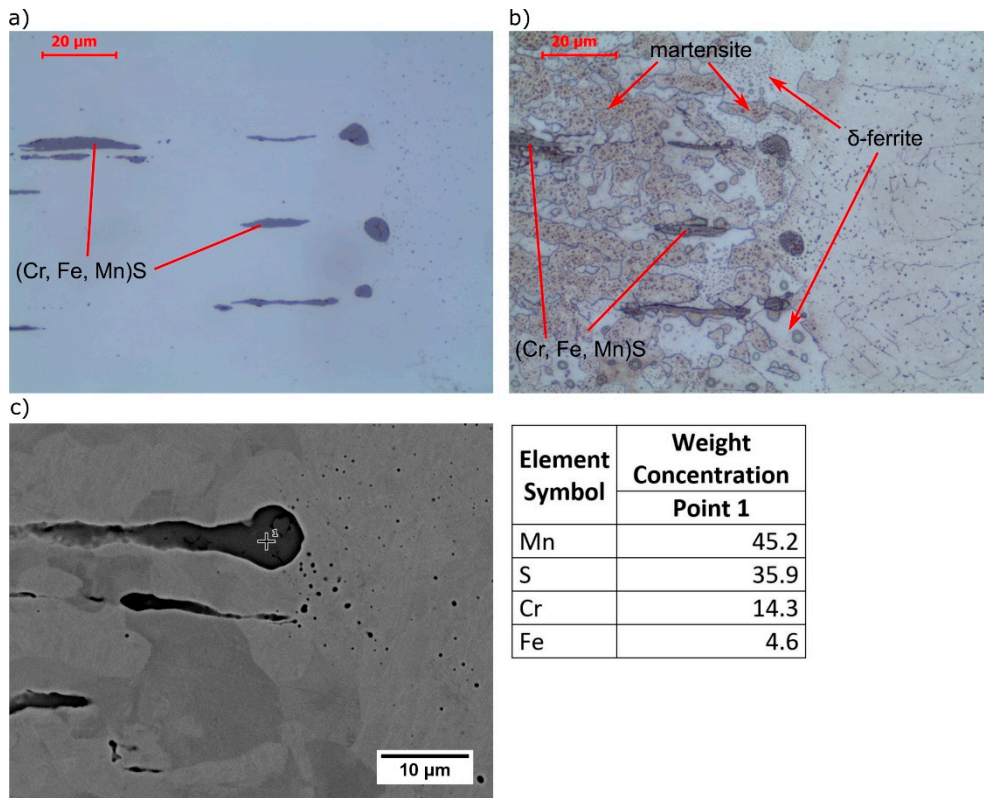 a)
20 µm
(Cr, Fe, Mn)S
b)
20 µm
martensite
δ-ferrite
(Cr, Fe, Mn)S
c)
1
10 µm
Element Symbol Weight Concentration
Point 1
Mn 45.2
S 35.9
Cr 14.3
Fe 4.6